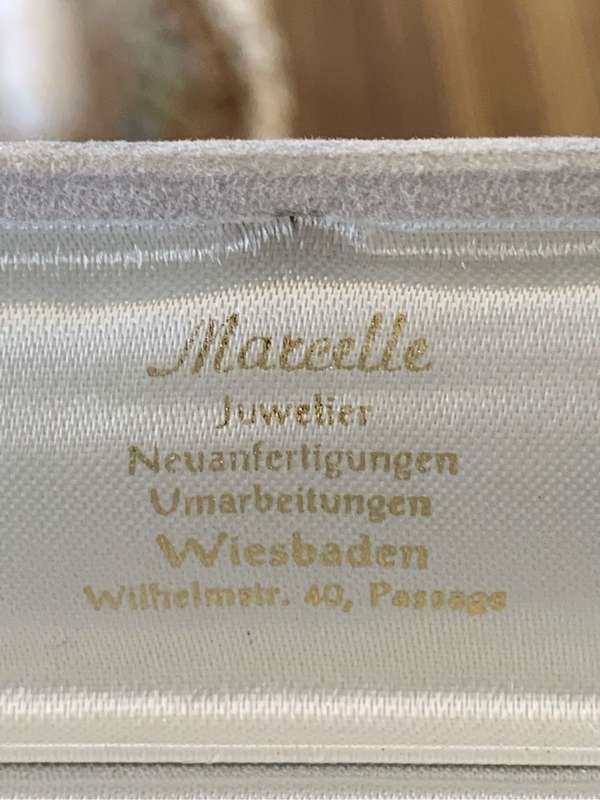 Marcelle
Juwelier
Neuanfertigungen
Umarbeitungen
Wiesbaden
Wilhelmstr. 40, Passage